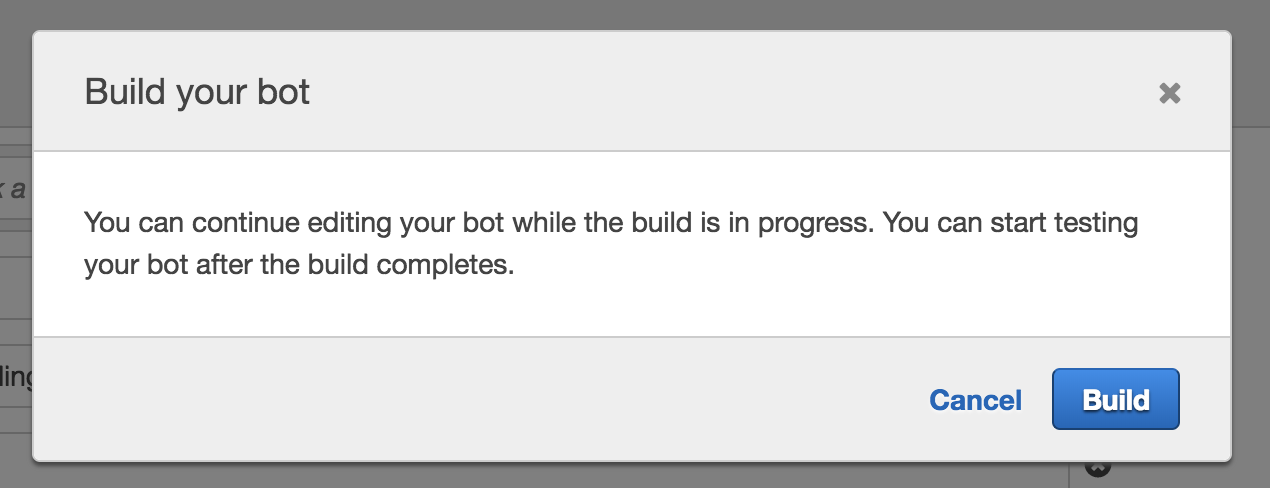 Build your bot
You can continue editing your bot while the build is in progress. You can start testing
your bot after the build completes.
Cancel
Build